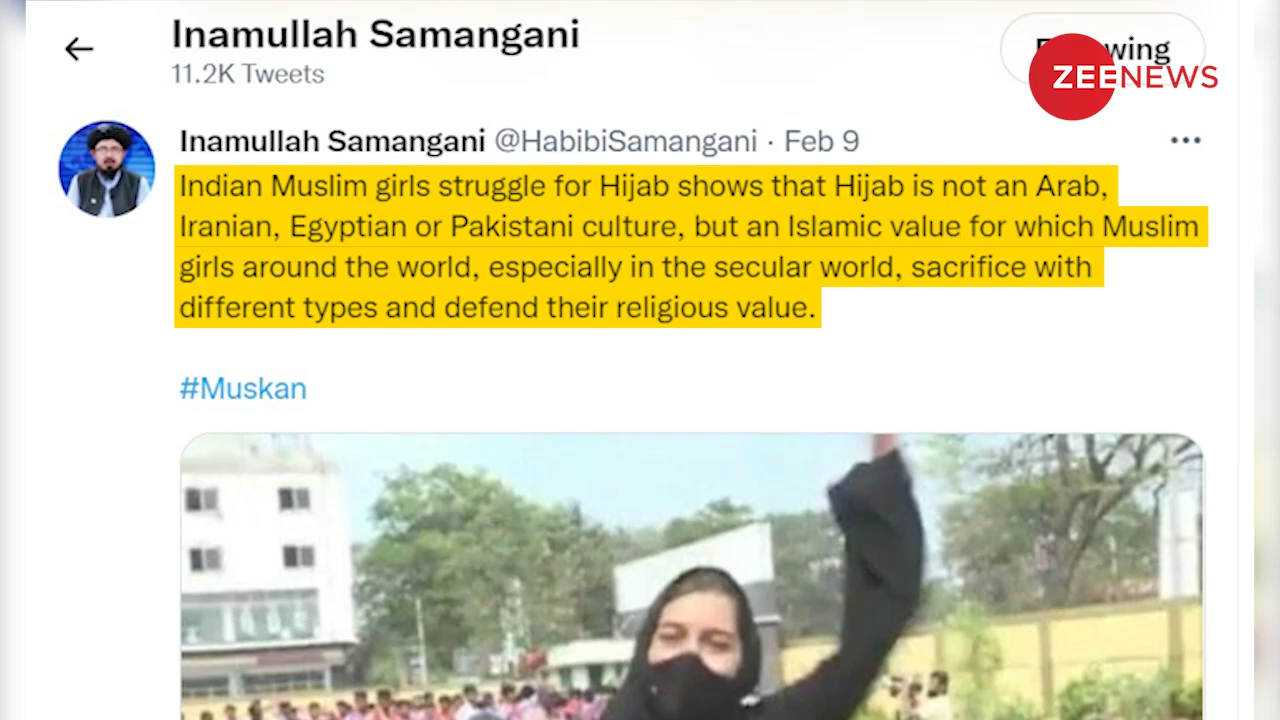 Inamullah Samangani
11.2K Tweets
ZEENEWS
Inamullah Samangani @HabibiSamangani · Feb 9
Indian Muslim girls struggle for Hijab shows that Hijab is not an Arab,
Iranian, Egyptian or Pakistani culture, but an Islamic value for which Muslim
girls around the world, especially in the secular world, sacrifice with
different types and defend their religious value.
#Muskan